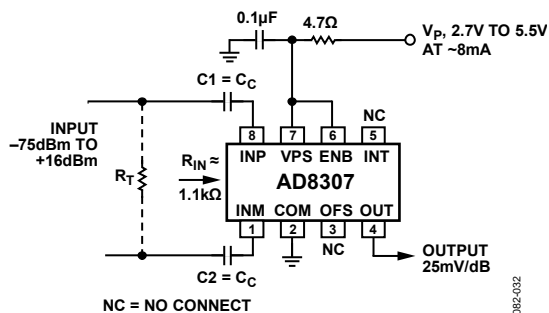 0.1µF
4.7Ω
VP, 2.7V TO 5.5V
AT ~8mA
C1 = CC
NC
INPUT
–75dBm TO
+16dBm
8
7
6
5
INP
VPS
ENB
INT
RT
RIN ≈
1.1kΩ
AD8307
INM
COM
OFS
OUT
1
2
3
4
NC
OUTPUT
25mV/dB
C2 = CC
NC = NO CONNECT
082-032